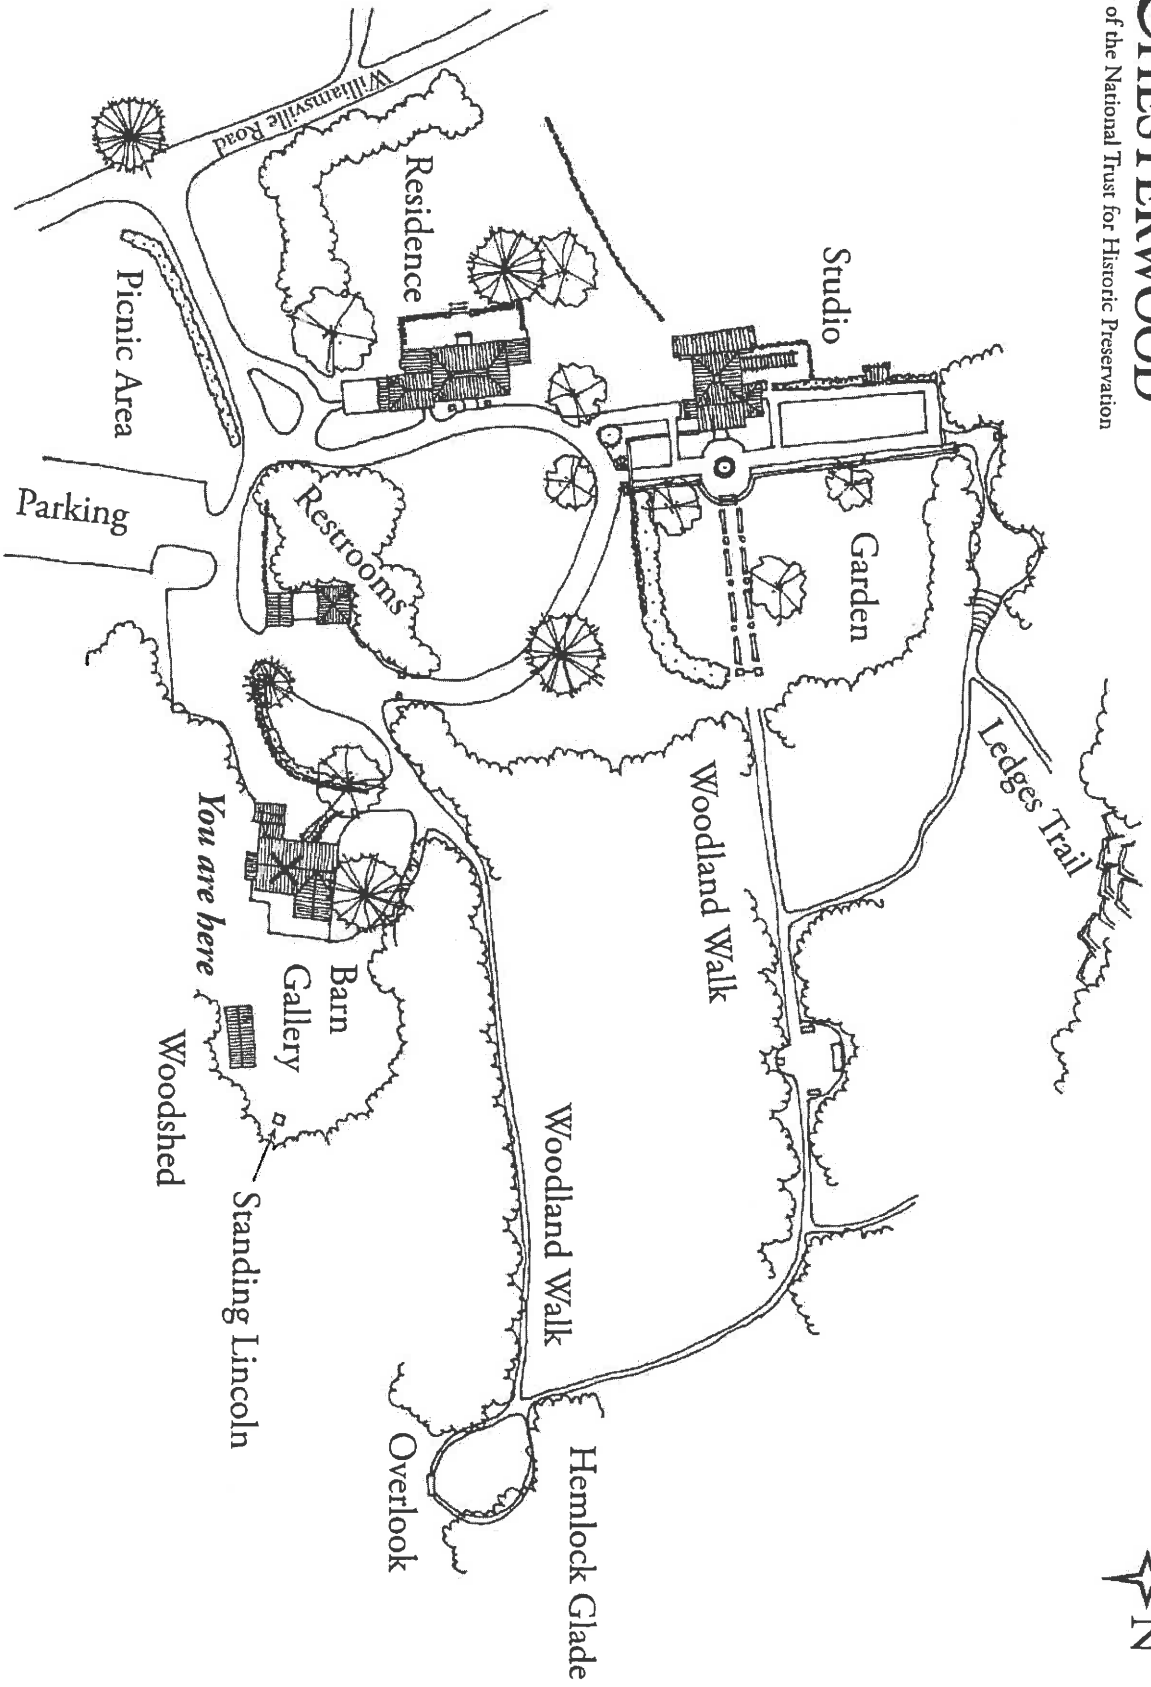 CHESTERWOOD
of the National Trust for Historic Preservation
N
Studio
Garden
Ledges Trail
Woodland Walk
Residence
Woodland Walk
Hemlock Glade
Williamsville Road
Restrooms
Barn
Gallery
Overlook
Picnic Area
You are here
Standing Lincoln
Woodshed
Parking